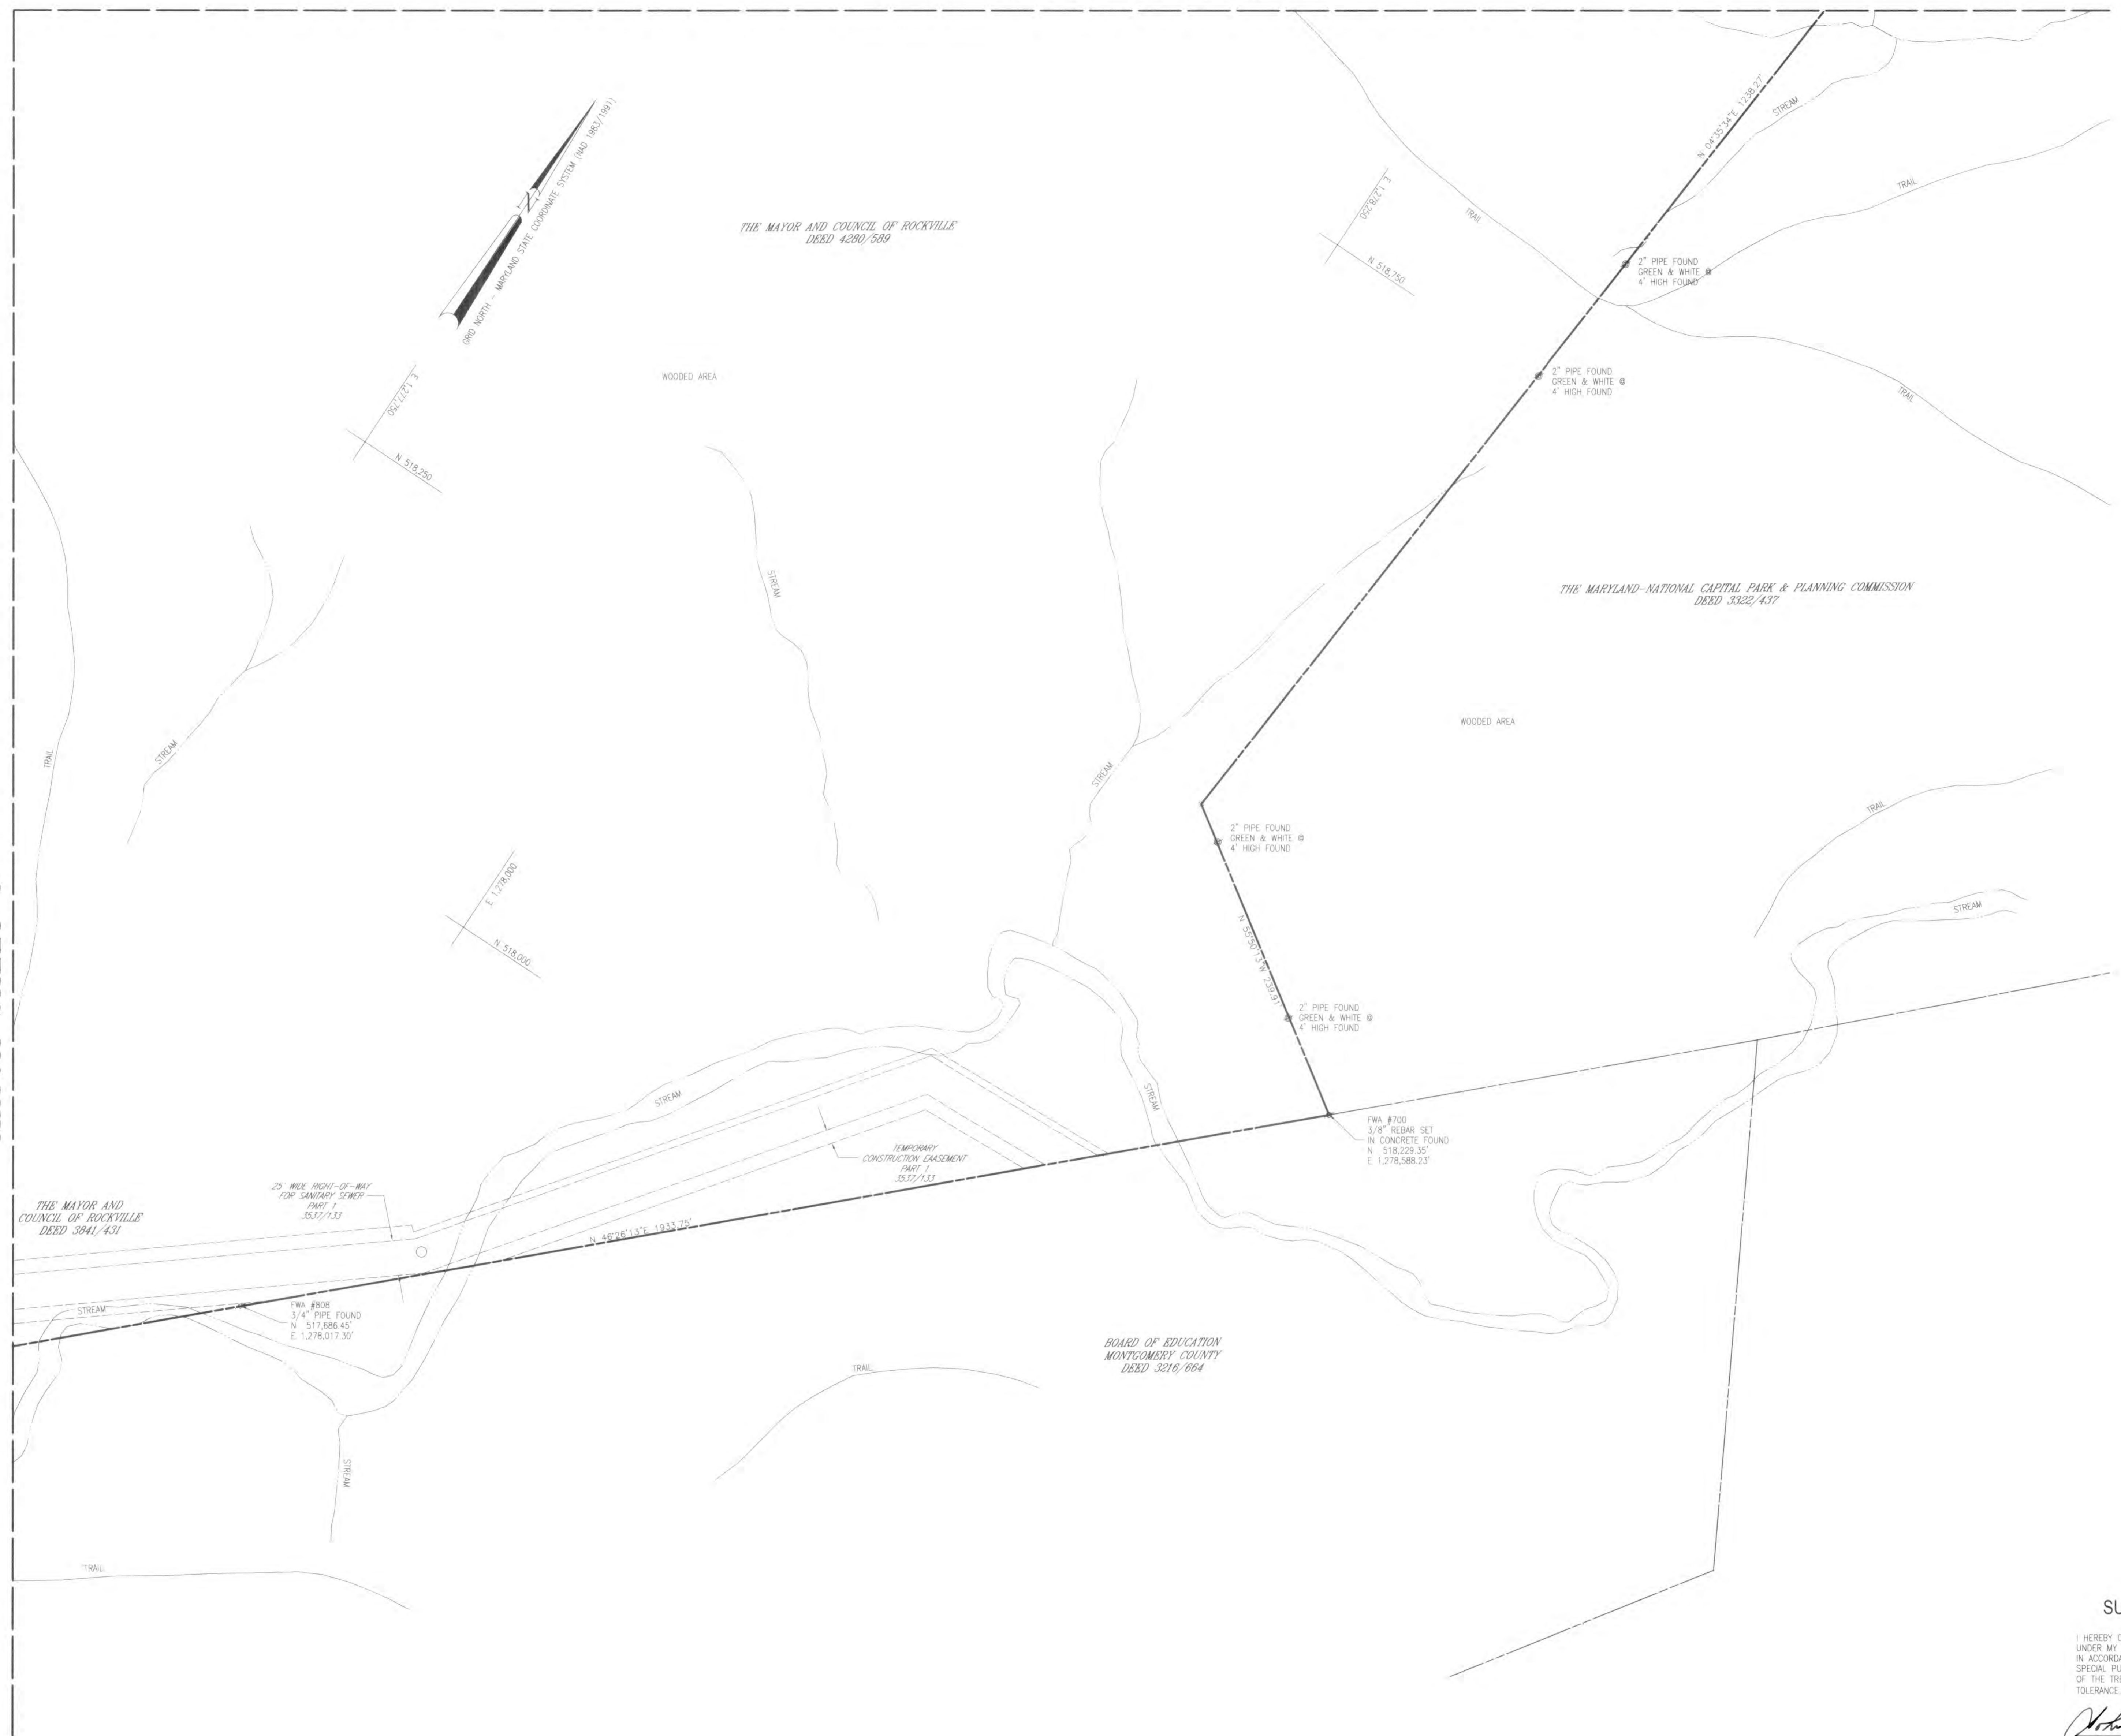 N 04°35'34"E 1238.27'
STREAM
TRAIL
GRID NORTH - MARYLAND STATE COORDINATE SYSTEM (NAD 1983/1991)
THE MAYOR AND COUNCIL OF ROCKVILLE
DEED 4280/589
E 1,278,250
N 518,750
TRAIL
2" PIPE FOUND
GREEN & WHITE @
4' HIGH FOUND
E 1,277,750
N 518,250
WOODED AREA
2" PIPE FOUND
GREEN & WHITE @
4' HIGH FOUND
TRAIL
STREAM
THE MARYLAND-NATIONAL CAPITAL PARK & PLANNING COMMISSION
DEED 3322/437
WOODED AREA
TRAIL
STREAM
STREAM
TRAIL
2" PIPE FOUND
GREEN & WHITE @
4' HIGH FOUND
E 1,278,000
N 518,000
N 55°50'13"W 239.91'
STREAM
2" PIPE FOUND
GREEN & WHITE @
4' HIGH FOUND
STREAM
STREAM
FWA #700
3/8" REBAR SET
IN CONCRETE FOUND
N 518,229.35'
E 1,278,588.23'
TEMPORARY
CONSTRUCTION EAASEMENT
PART 1
3537/133
25' WIDE RIGHT-OF-WAY
FOR SANITARY SEWER
PART 1
3537/133
THE MAYOR AND
COUNCIL OF ROCKVILLE
DEED 3841/431
N 46°26'13"E 1933.75'
STREAM
FWA #808
3/4" PIPE FOUND
N 517,686.45'
E 1,278,017.30'
BOARD OF EDUCATION
MONTGOMERY COUNTY
DEED 3216/664
TRAIL
STREAM
TRAIL
SU
I HEREBY C
UNDER MY
IN ACCORDA
SPECIAL PU
OF THE TRE
TOLERANCE.
John